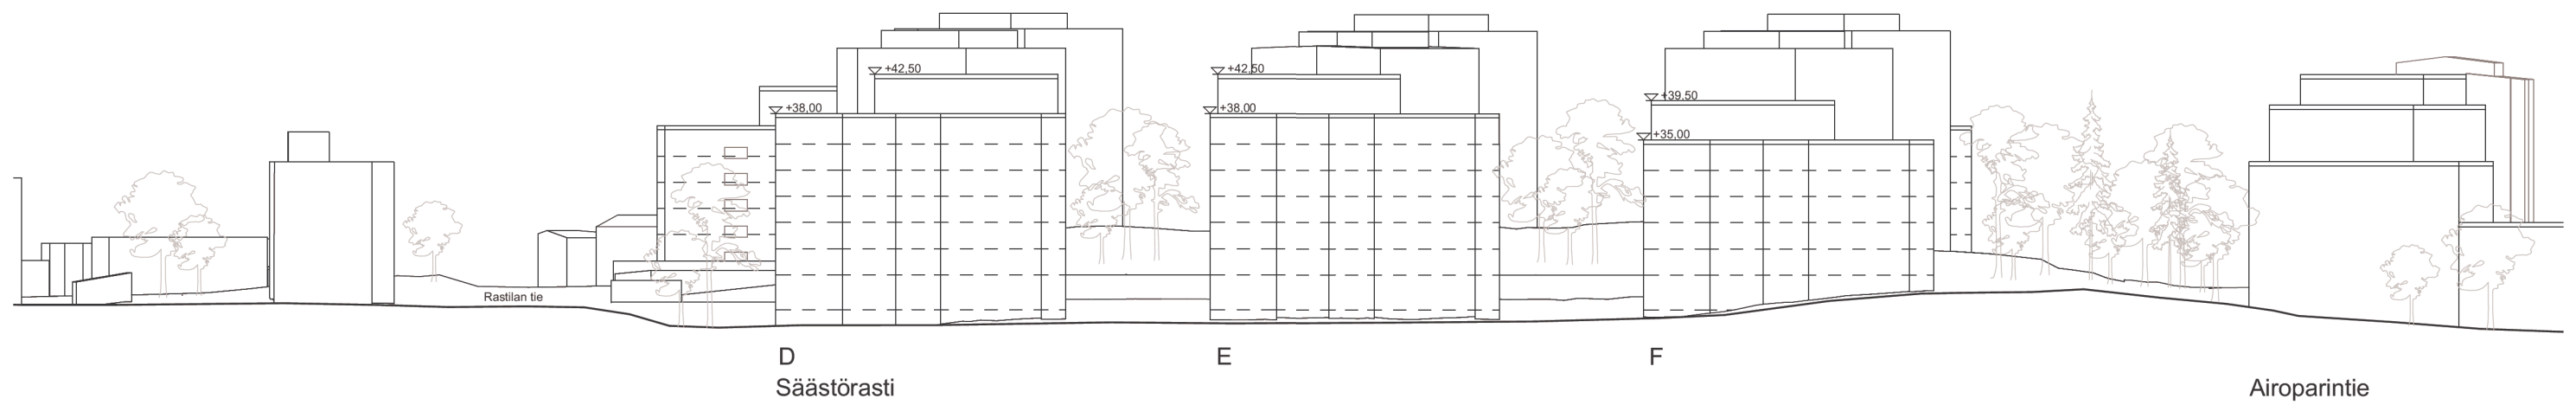 +42,50
+42,50
+39,50
+38,00
+38,00
+35,00
Rastilan tie
D
E
F
Säästörasti
Airoparintie